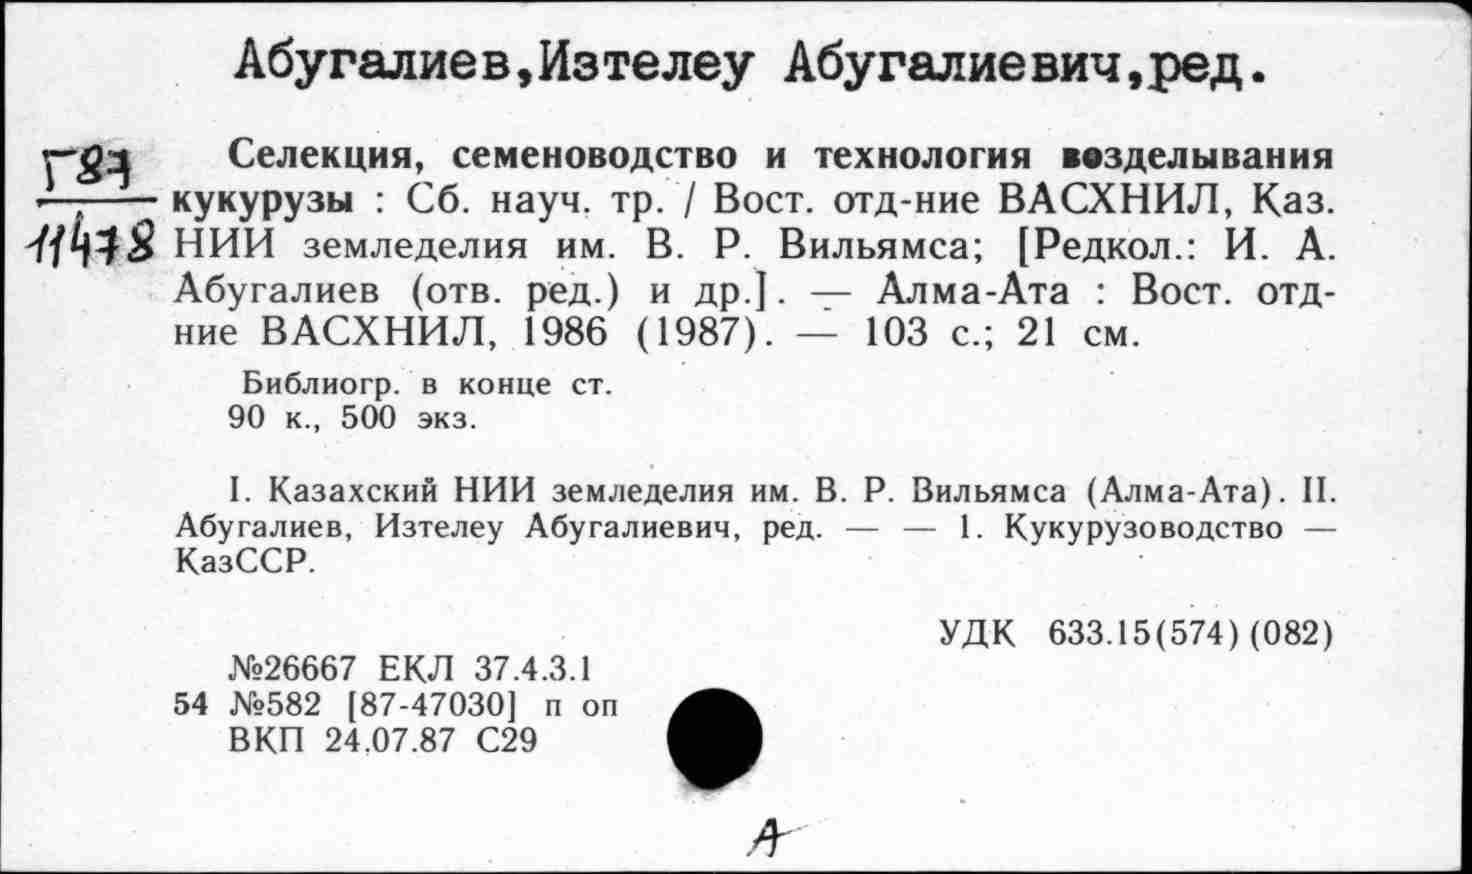 Абугалиев,Изтелеу Абугалиевич,ред.
Г87
11478
Селекция, семеноводство и технология возделывания
кукурузы : Сб. науч. тр. / Вост. отд-ние ВАСХНИЛ, Каз.
НИИ земледелия им. В. Р. Вильямса; [Редкол.: И. А.
Абугалиев (отв. ред.) и др.]. — Алма-Ата : Вост. отд-
ние ВАСХНИЛ, 1986 (1987). — 103 с.; 21 см.
Библиогр. в конце ст.
90 к., 500 экз.
I. Казахский НИИ земледелия им. В. Р. Вильямса (Алма-Ата). II.
Абугалиев, Изтелеу Абугалиевич, ред. — — 1. Кукурузоводство —
КазССР.
УДК 633.15(574)(082)
№26667 ЕКЛ 37.4.3.1
54 №582 [87-47030] п оп
ВКП 24.07.87 С29
А